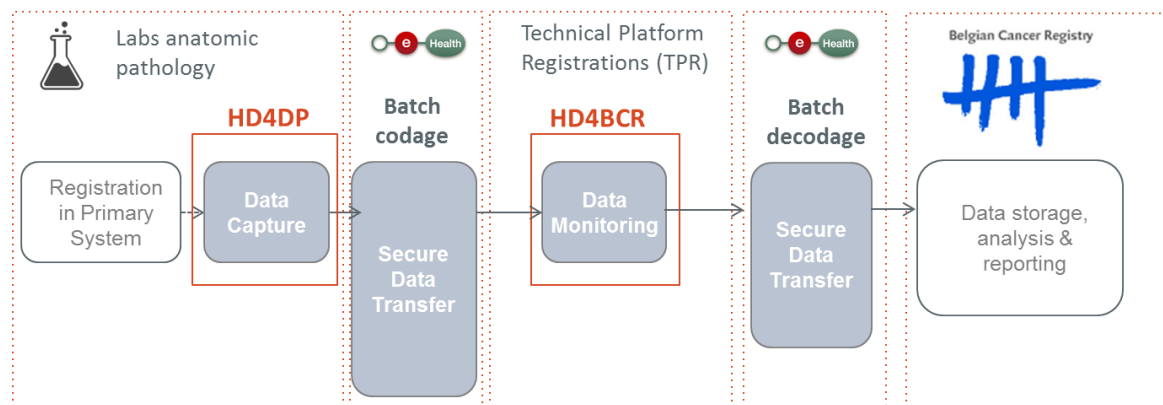 Labs anatomic
pathology
HD4DP
Registration
in Primary
System
Data
Capture
e Health
Batch
codage
Secure
Data
Transfer
Technical Platform
Registrations (TPR)
HD4BCR
Data
Monitoring
e Health
Batch
decodage
Secure
Data
Transfer
Belgian Cancer Registry
Data storage,
analysis &
reporting